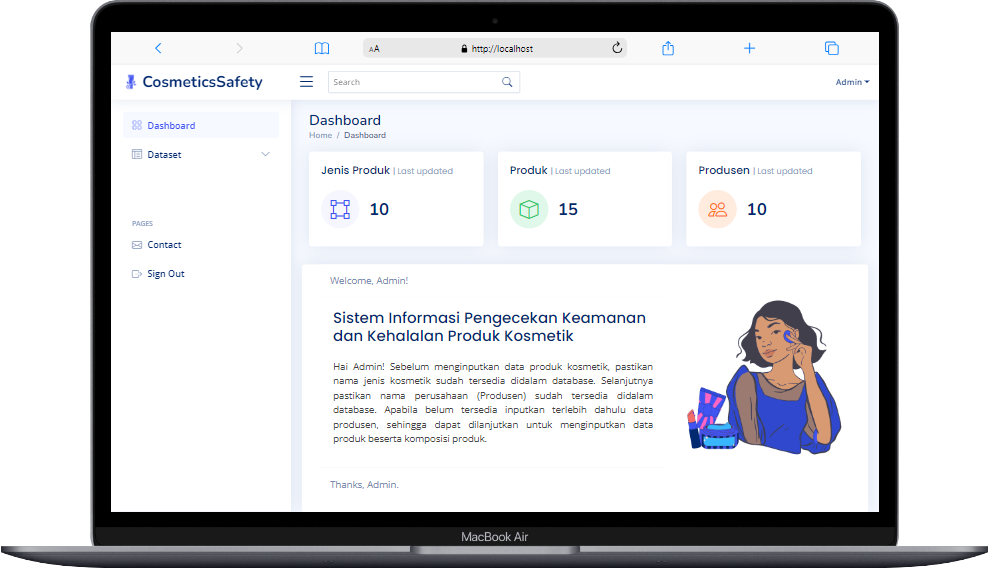 AA http://localhost
CosmeticsSafety
Search
Admin
Dashboard
Dataset
PAGES
Contact
Sign Out
Dashboard
Home / Dashboard
Jenis Produk | Last updated
10
Produk | Last updated
15
Produsen | Last updated
10
Welcome, Admin!
Sistem Informasi Pengecekan Keamanan
dan Kehalalan Produk Kosmetik
Hai Admin! Sebelum menginputkan data produk kosmetik, pastikan
nama jenis kosmetik sudah tersedia didalam database. Selanjutnya
pastikan nama perusahaan (Produsen) sudah tersedia didalam
database. Apabila belum tersedia inputkan terlebih dahulu data
produsen, sehingga dapat dilanjutkan untuk menginputkan data
produk beserta komposisi produk.
Thanks, Admin.
MacBook Air